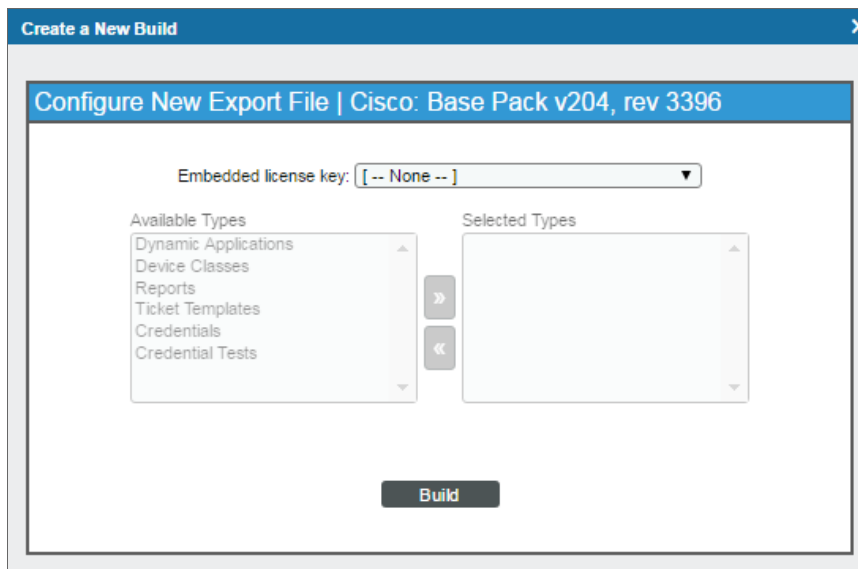 Create a New Build
Configure New Export File | Cisco: Base Pack v204, rev 3396
Embedded license key: [ -- None -- ]
Available Types
Selected Types
Dynamic Applications
Device Classes
Reports
Ticket Templates
Credentials
Credential Tests
»
«
Build